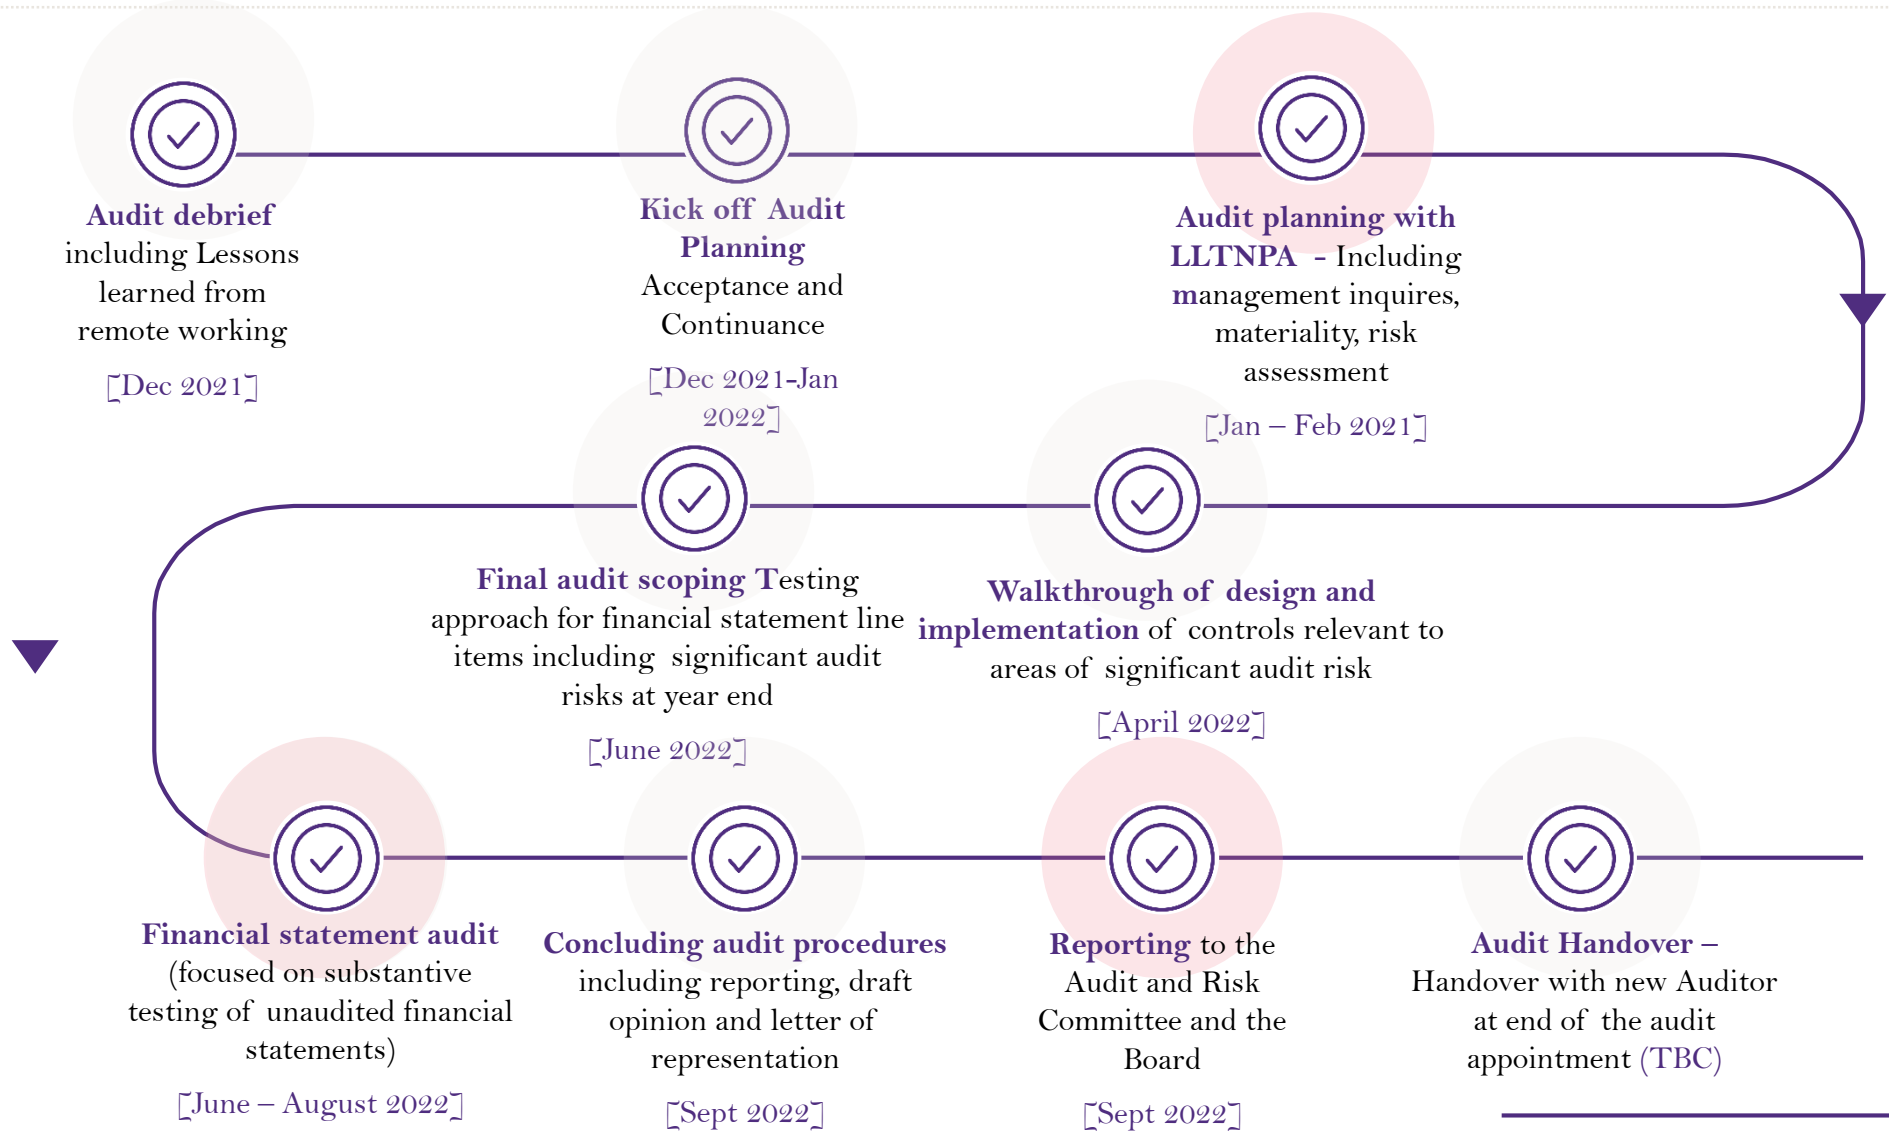 Audit debrief
including Lessons
learned from
remote working
[Dec 2021]
Kick off Audit
Planning
Acceptance and
Continuance
[Dec 2021-Jan
2022]
Audit planning with
LLTNPA - Including
management inquires,
materiality, risk
assessment
[Jan – Feb 2021]
Final audit scoping Testing
approach for financial statement line
items including significant audit
risks at year end
[June 2022]
Walkthrough of design and
implementation of controls relevant to
areas of significant audit risk
[April 2022]
Financial statement audit
(focused on substantive
testing of unaudited financial
statements)
[June – August 2022]
Concluding audit procedures
including reporting, draft
opinion and letter of
representation
[Sept 2022]
Reporting to the
Audit and Risk
Committee and the
Board
[Sept 2022]
Audit Handover –
Handover with new Auditor
at end of the audit
appointment (TBC)